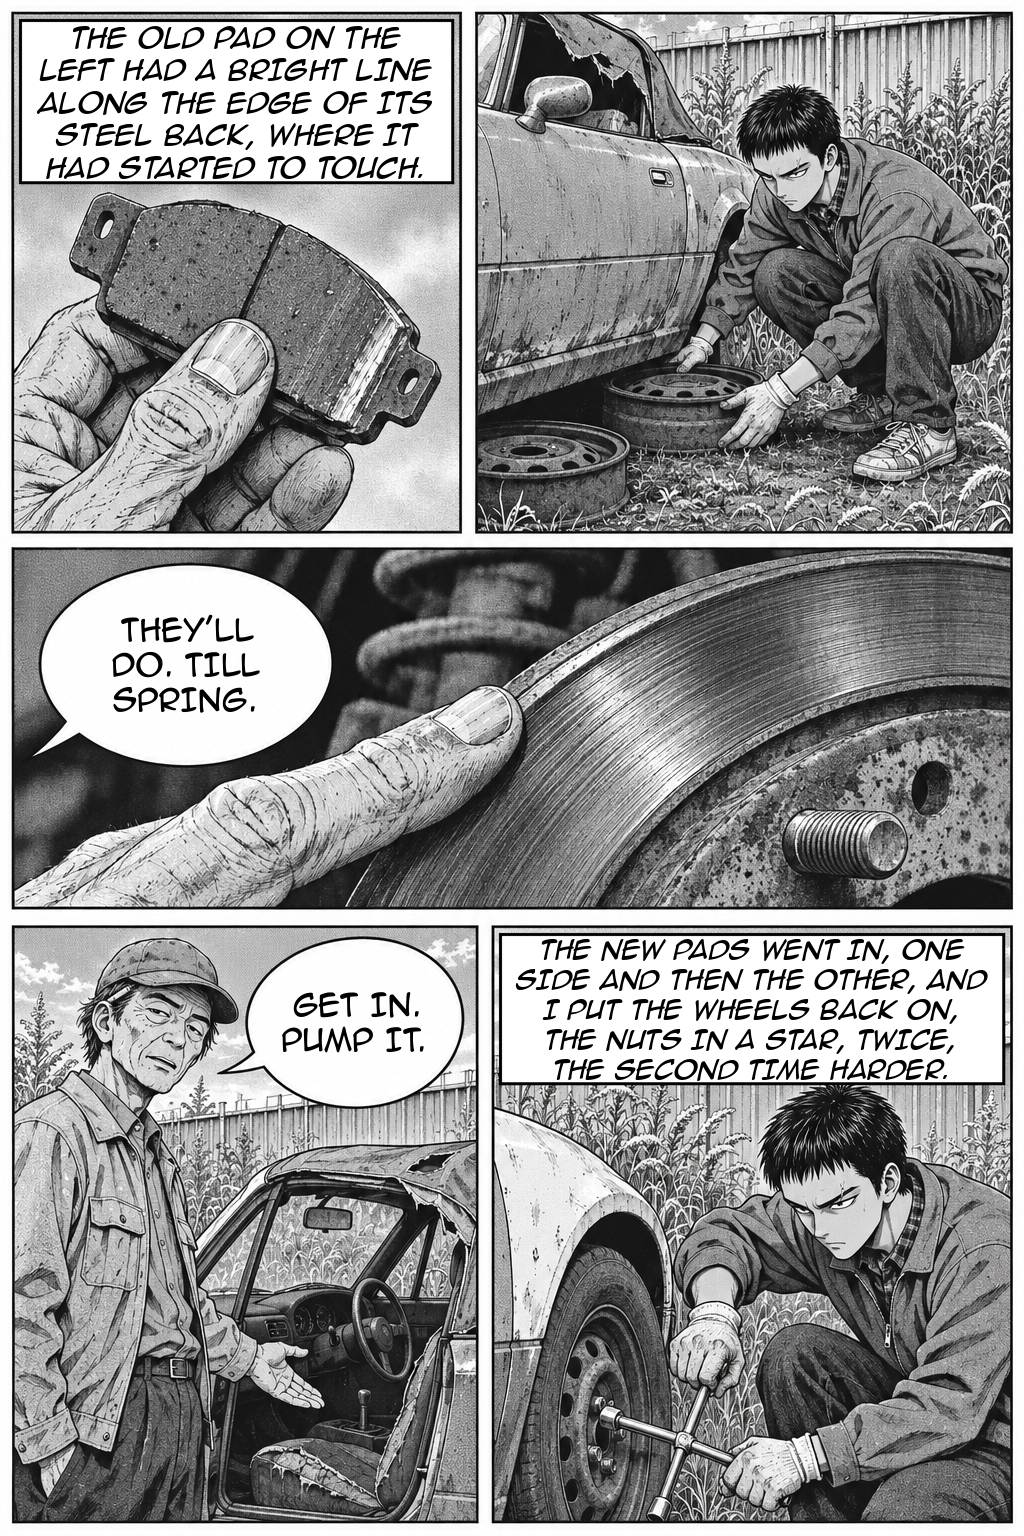 THE OLD PAD ON THE
LEFT HAD A BRIGHT LINE
ALONG THE EDGE OF ITS
STEEL BACK, WHERE IT
HAD STARTED TO TOUCH.
THEY'LL
DO. TILL
SPRING.
GET IN.
PUMP IT.
THE NEW PADS WENT IN, ONE
SIDE AND THEN THE OTHER, AND
I PUT THE WHEELS BACK ON,
THE NUTS IN A STAR, TWICE,
THE SECOND TIME HARDER.